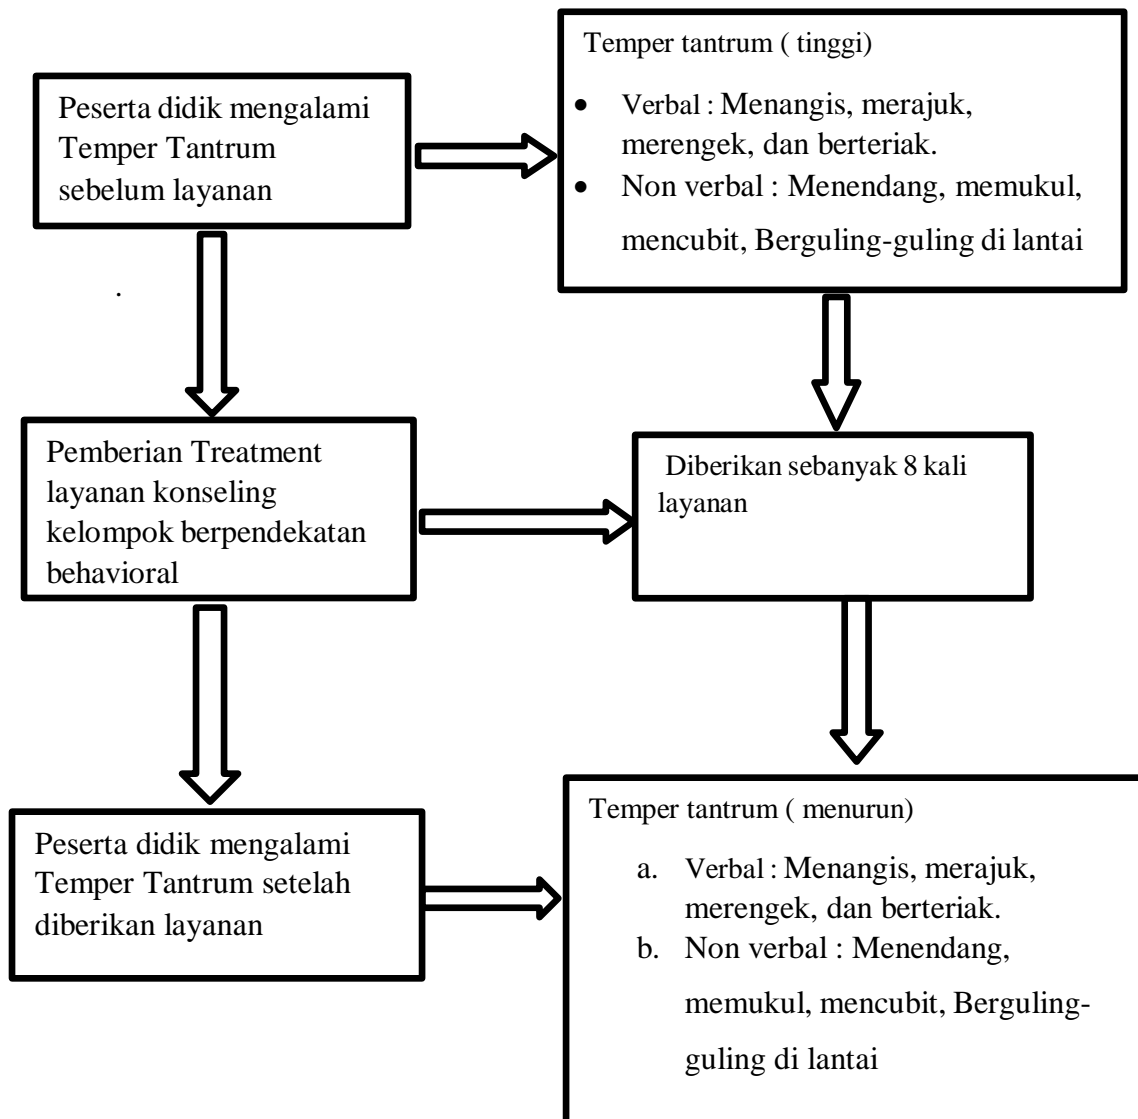 Peserta didik mengalami
Temper Tantrum
sebelum layanan
Temper tantrum ( tinggi)
• Verbal : Menangis, merajuk,
merengek, dan berteriak.
• Non verbal : Menendang, memukul,
mencubit, Berguling-guling di lantai
.
Pemberian Treatment
layanan konseling
kelompok berpendekatan
behavioral
Diberikan sebanyak 8 kali
layanan
Peserta didik mengalami
Temper Tantrum setelah
diberikan layanan
Temper tantrum ( menurun)
a. Verbal : Menangis, merajuk,
merengek, dan berteriak.
b. Non verbal : Menendang,
memukul, mencubit, Berguling-
guling di lantai